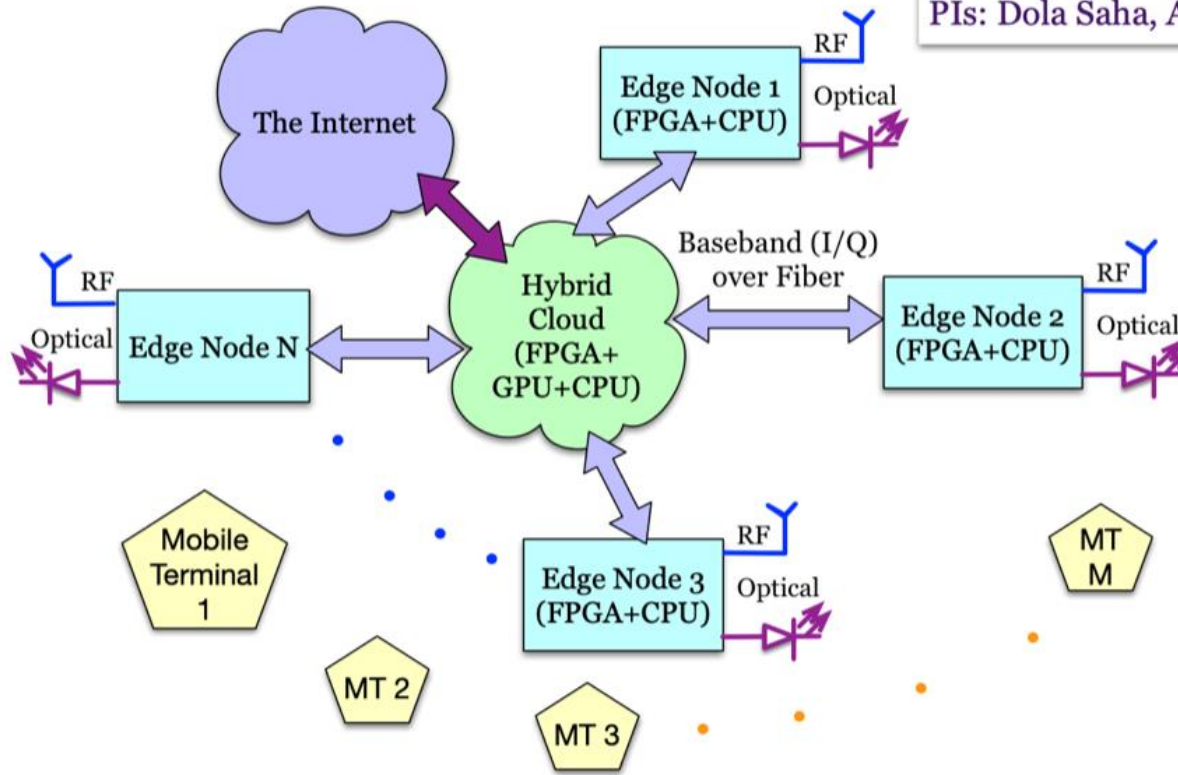 PIs: Dola Saha, A
RF
Edge Node 1
(FPGA+CPU)
Optical
The Internet
Baseband (I/Q)
over Fiber
RF
Hybrid
Cloud
(FPGA+
GPU+CPU)
RF
Edge Node 2
(FPGA+CPU)
Optical
Optical
Edge Node N
Mobile
Terminal
1
RF
Edge Node 3
(FPGA+CPU)
Optical
MT
M
MT 2
MT 3